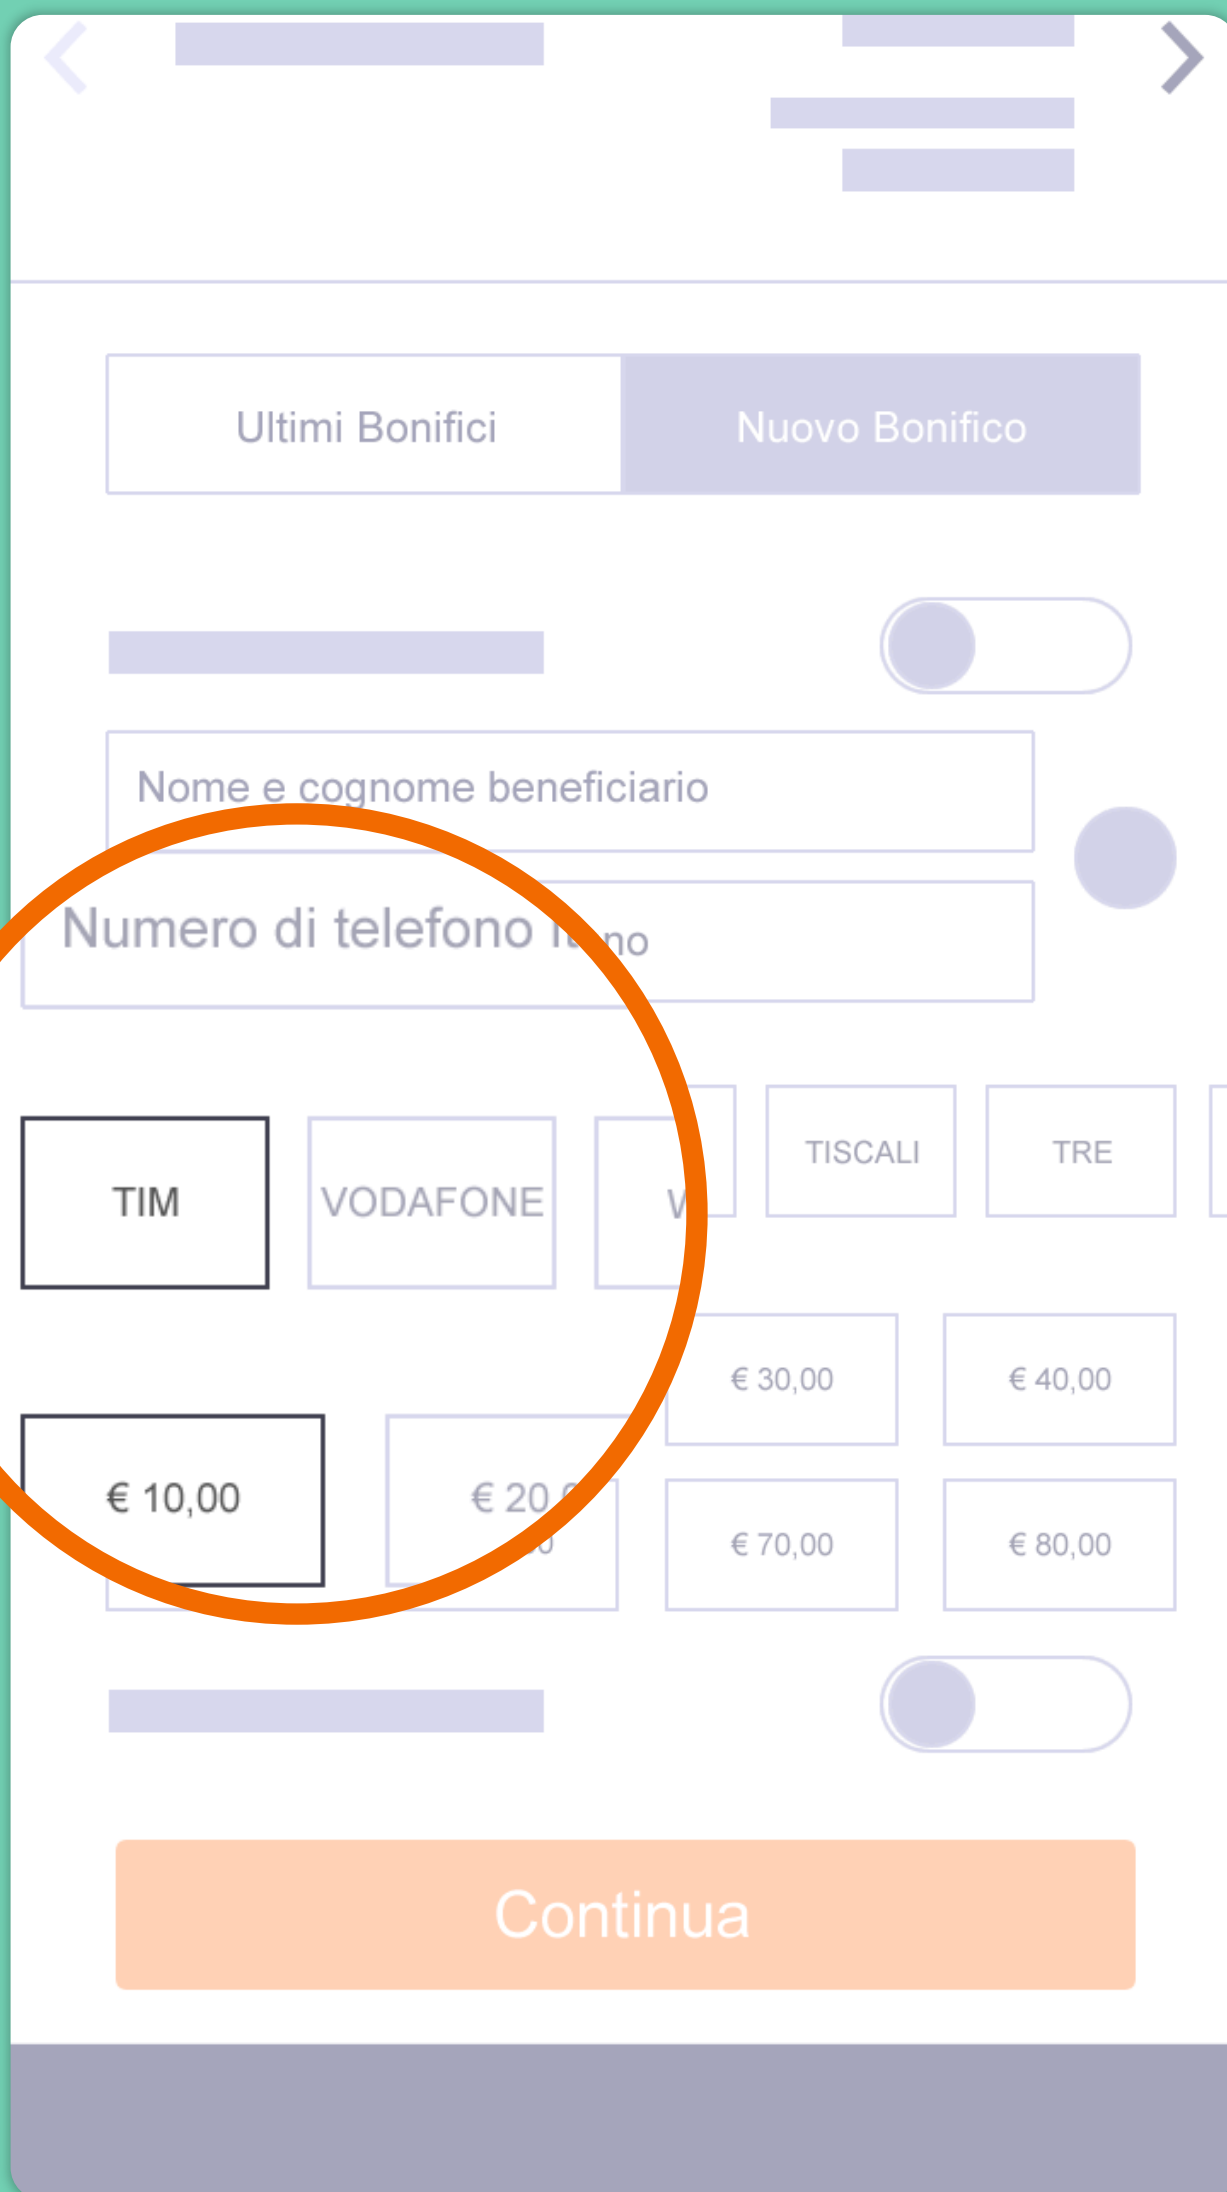 Ultimi Bonifici
Nuovo Bonifico
Nome e cognome beneficiario
Numero di telefono
TIM
VODAFONE
TISCALI
TRE
€ 10,00
€ 30,00
€ 40,00
€ 70,00
€ 80,00
Continua